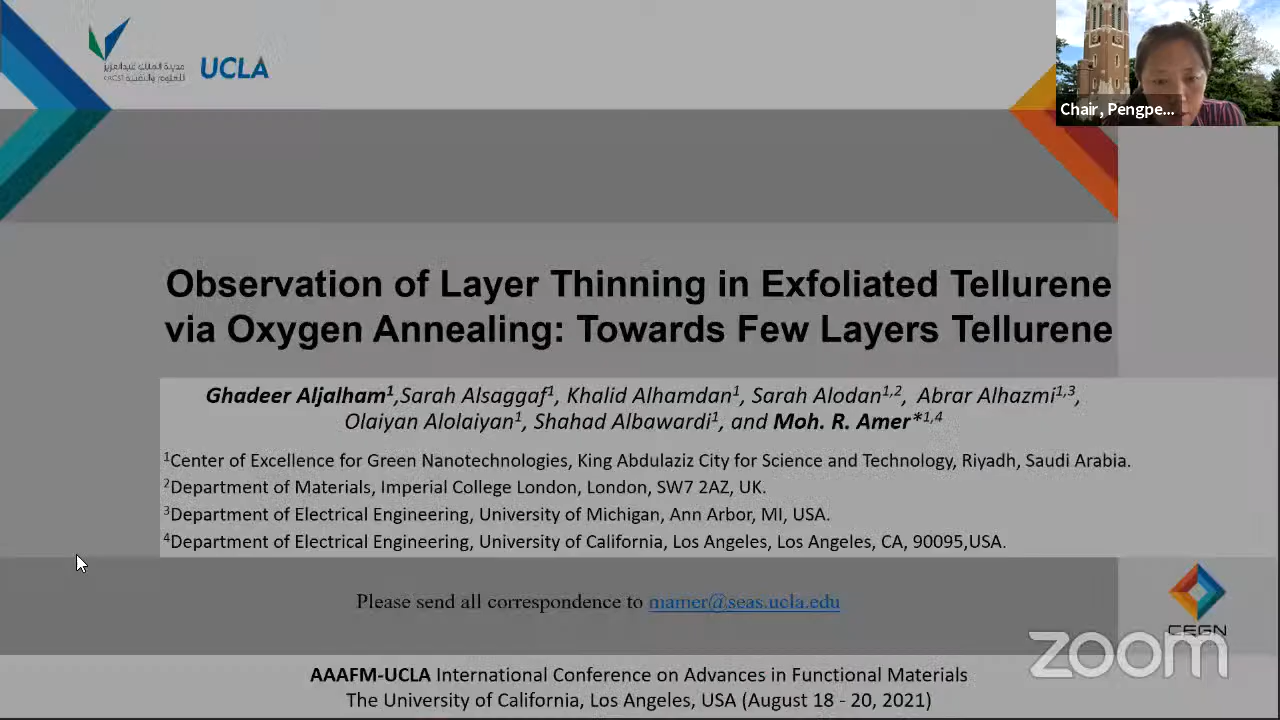 مدينة الملك عبدالعزيز
للعلوم والتقنية KACST
UCLA
Chair, Pengpe...
Observation of Layer Thinning in Exfoliated Tellurene
via Oxygen Annealing: Towards Few Layers Tellurene
Ghadeer Aljalham¹,Sarah Alsaggaf¹, Khalid Alhamdan¹, Sarah Alodan¹,², Abrar Alhazmi¹,³,
Olaiyan Alolaiyan¹, Shahad Albawardi¹, and Moh. R. Amer*¹,⁴
¹Center of Excellence for Green Nanotechnologies, King Abdulaziz City for Science and Technology, Riyadh, Saudi Arabia.
²Department of Materials, Imperial College London, London, SW7 2AZ, UK.
³Department of Electrical Engineering, University of Michigan, Ann Arbor, MI, USA.
⁴Department of Electrical Engineering, University of California, Los Angeles, Los Angeles, CA, 90095,USA.
Please send all correspondence to mamer@seas.ucla.edu
CEGN
zoom
AAAFM-UCLA International Conference on Advances in Functional Materials
The University of California, Los Angeles, USA (August 18 - 20, 2021)